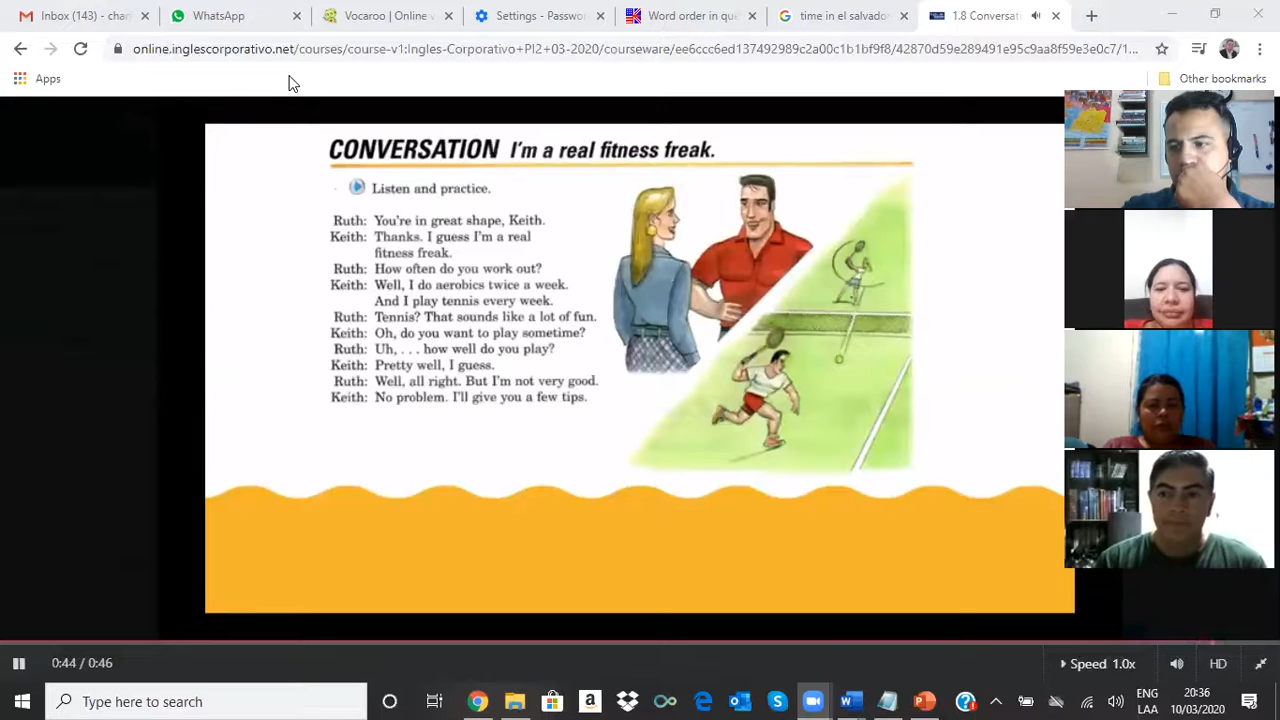 Inbox (143) - cha
WhatsApp
Vocaroo | Online v
Settings - Passwo
Word order in que
time in el salvador
1.8 Conversati
online.inglescorporativo.net/courses/course-v1:Ingles-Corporativo+PI2+03-2020/courseware/ee6ccc6ed137492989c2a00c1b1bf9f8/42870d59e289491e95c9aa8f59e3e0c7/1...
Apps
Other bookmarks
CONVERSATION I'm a real fitness freak.
Listen and practice.
Ruth: You're in great shape, Keith.
Keith: Thanks. I guess I'm a real
fitness freak.
Ruth: How often do you work out?
Keith: Well, I do aerobics twice a week.
And I play tennis every week.
Ruth: Tennis? That sounds like a lot of fun.
Keith: Oh, do you want to play sometime?
Ruth: Uh, . . . how well do you play?
Keith: Pretty well, I guess.
Ruth: Well, all right. But I'm not very good.
Keith: No problem. I'll give you a few tips.
0:44 / 0:46
Speed 1.0x
HD
Type here to search
ENG
LAA
20:36
10/03/2020